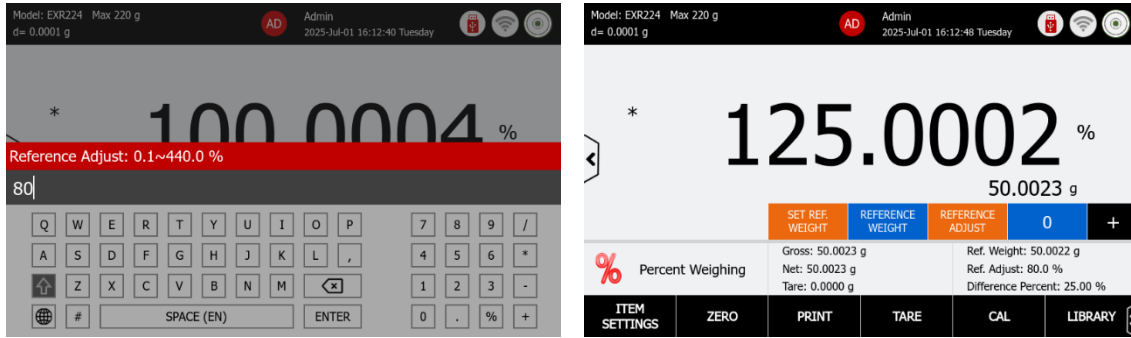 Model: EXR224 Max 220 g
d= 0.0001 g
AD
Admin
2025-Jul-01 16:12:40 Tuesday
*
100.0004 %
Reference Adjust: 0.1~440.0 %
80
Q W E R T Y U I O P 7 8 9 /
A S D F G H J K L , 4 5 6 *
Z X C V B N M 1 2 3 -
# SPACE (EN) ENTER 0 . % +
Model: EXR224 Max 220 g
d= 0.0001 g
AD
Admin
2025-Jul-01 16:12:48 Tuesday
*
125.0002 %
50.0023 g
SET REF.
WEIGHT
REFERENCE
WEIGHT
REFERENCE
ADJUST
0
+
% Percent Weighing
Gross: 50.0023 g
Net: 50.0023 g
Tare: 0.0000 g
Ref. Weight: 50.0022 g
Ref. Adjust: 80.0 %
Difference Percent: 25.00 %
ITEM
SETTINGS
ZERO
PRINT
TARE
CAL
LIBRARY